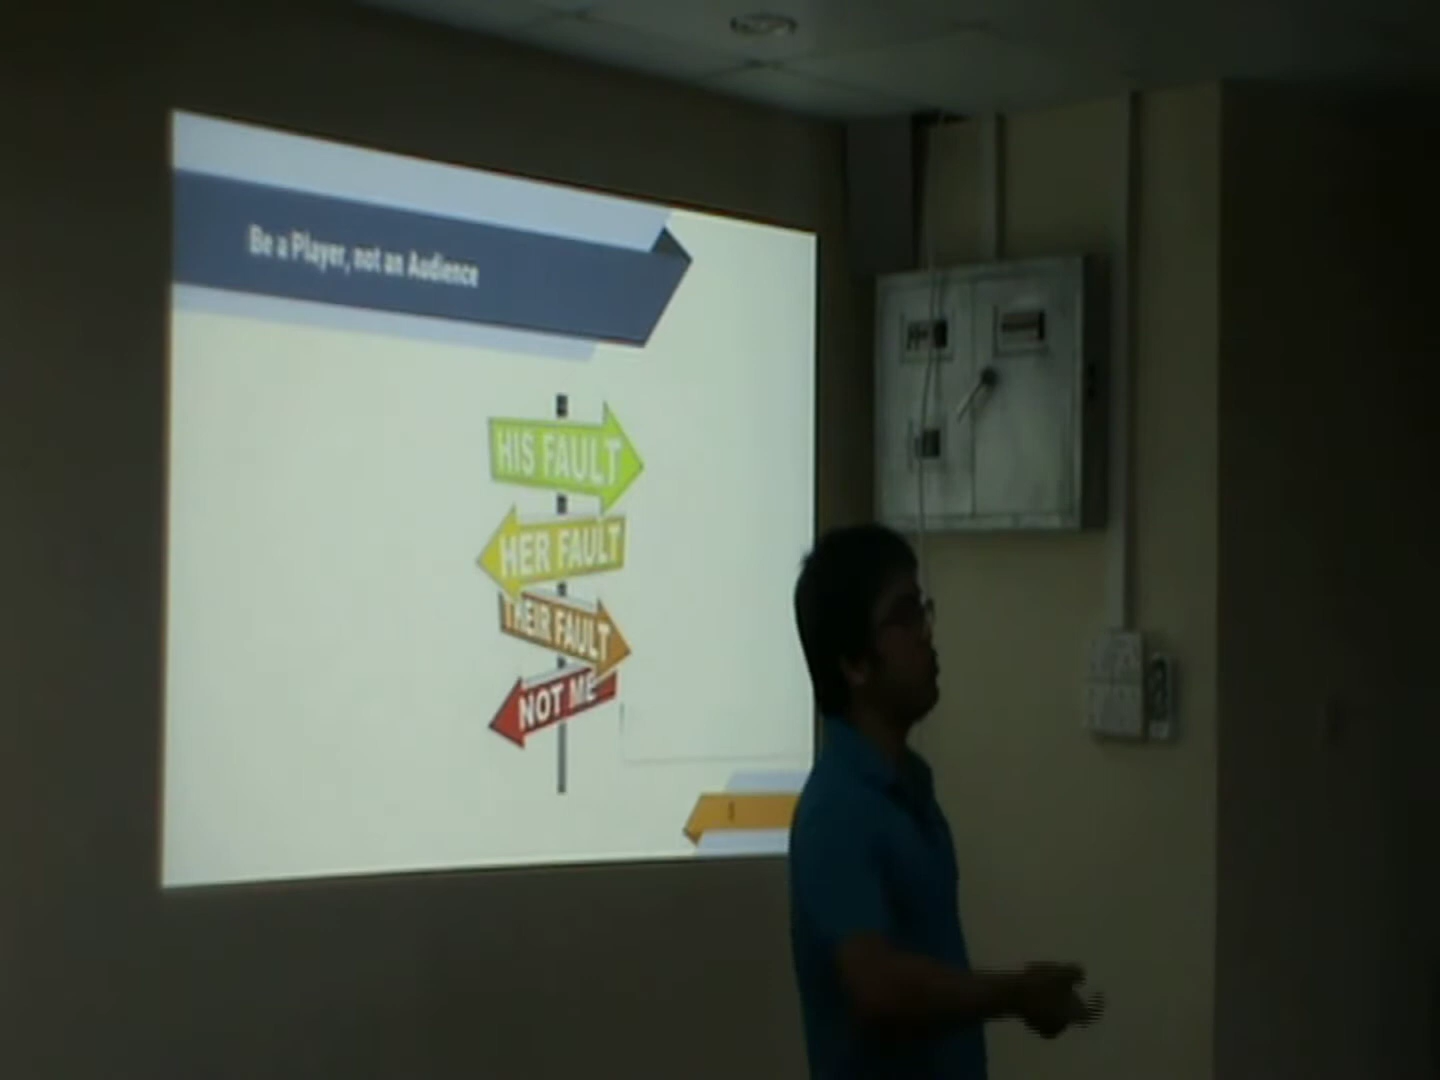 Be a Player, not an Audience
HIS FAULT
HER FAULT
THEIR FAULT
NOT ME